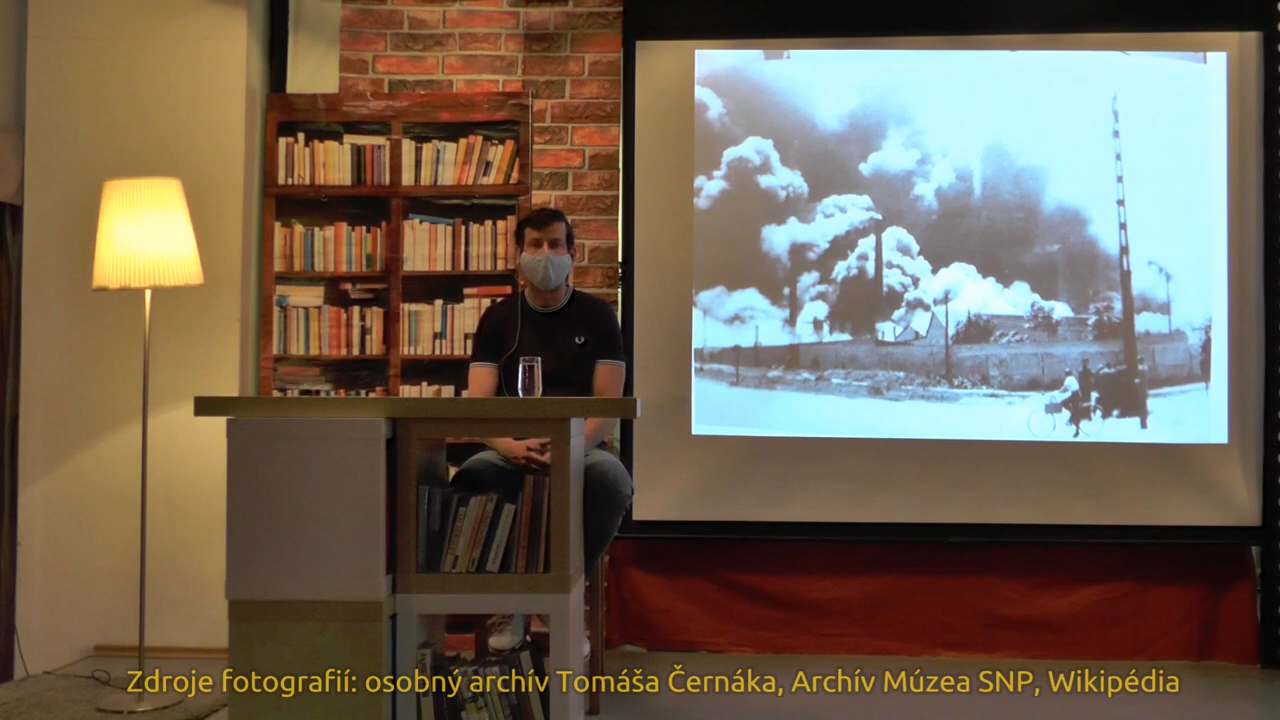 Zdroje fotografií: osobný archív Tomáša Černáka, Archív Múzea SNP, Wikipédia